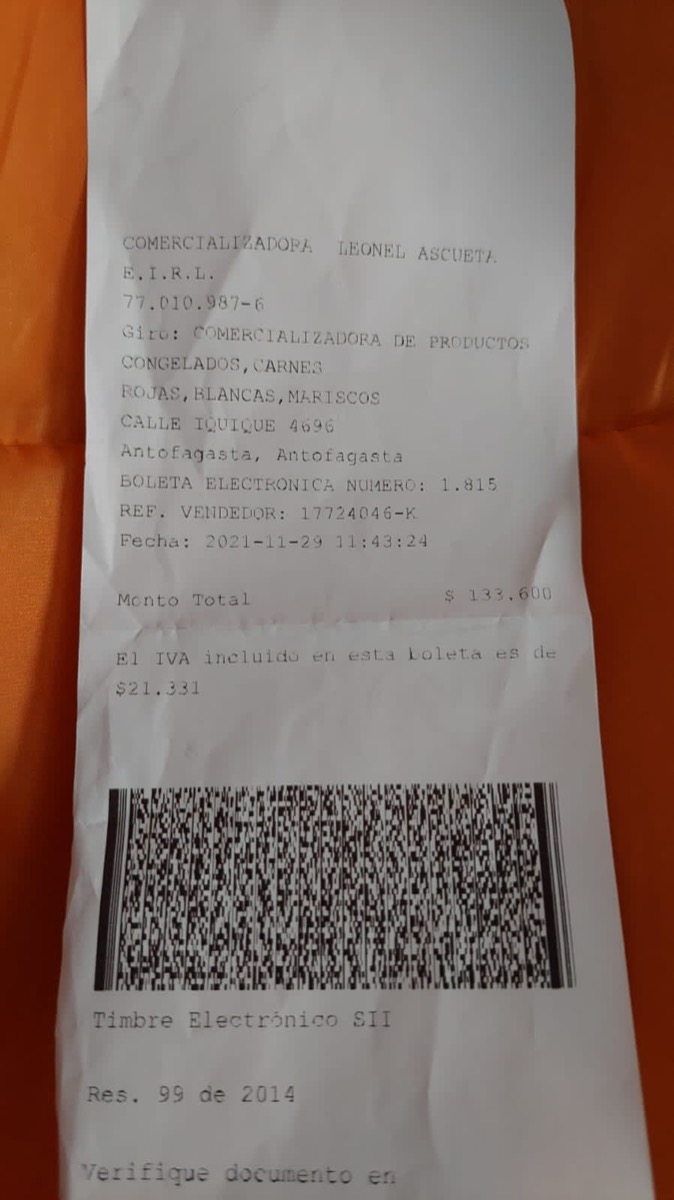 COMERCIALIZADORA LEONEL ASCUETA
E.I.R.L.
77.010.987-6
Giro: COMERCIALIZADORA DE PRODUCTOS
CONGELADOS,CARNES
ROJAS,BLANCAS,MARISCOS
CALLE IQUIQUE 4696
Antofagasta, Antofagasta
BOLETA ELECTRONICA NUMERO: 1.815
REF. VENDEDOR: 17724046-K
Fecha: 2021-11-29 11:43:24
Monto Total $ 133.600
El IVA incluido en esta boleta es de
$21.331
Timbre Electrónico SII
Res. 99 de 2014
Verifique documento en